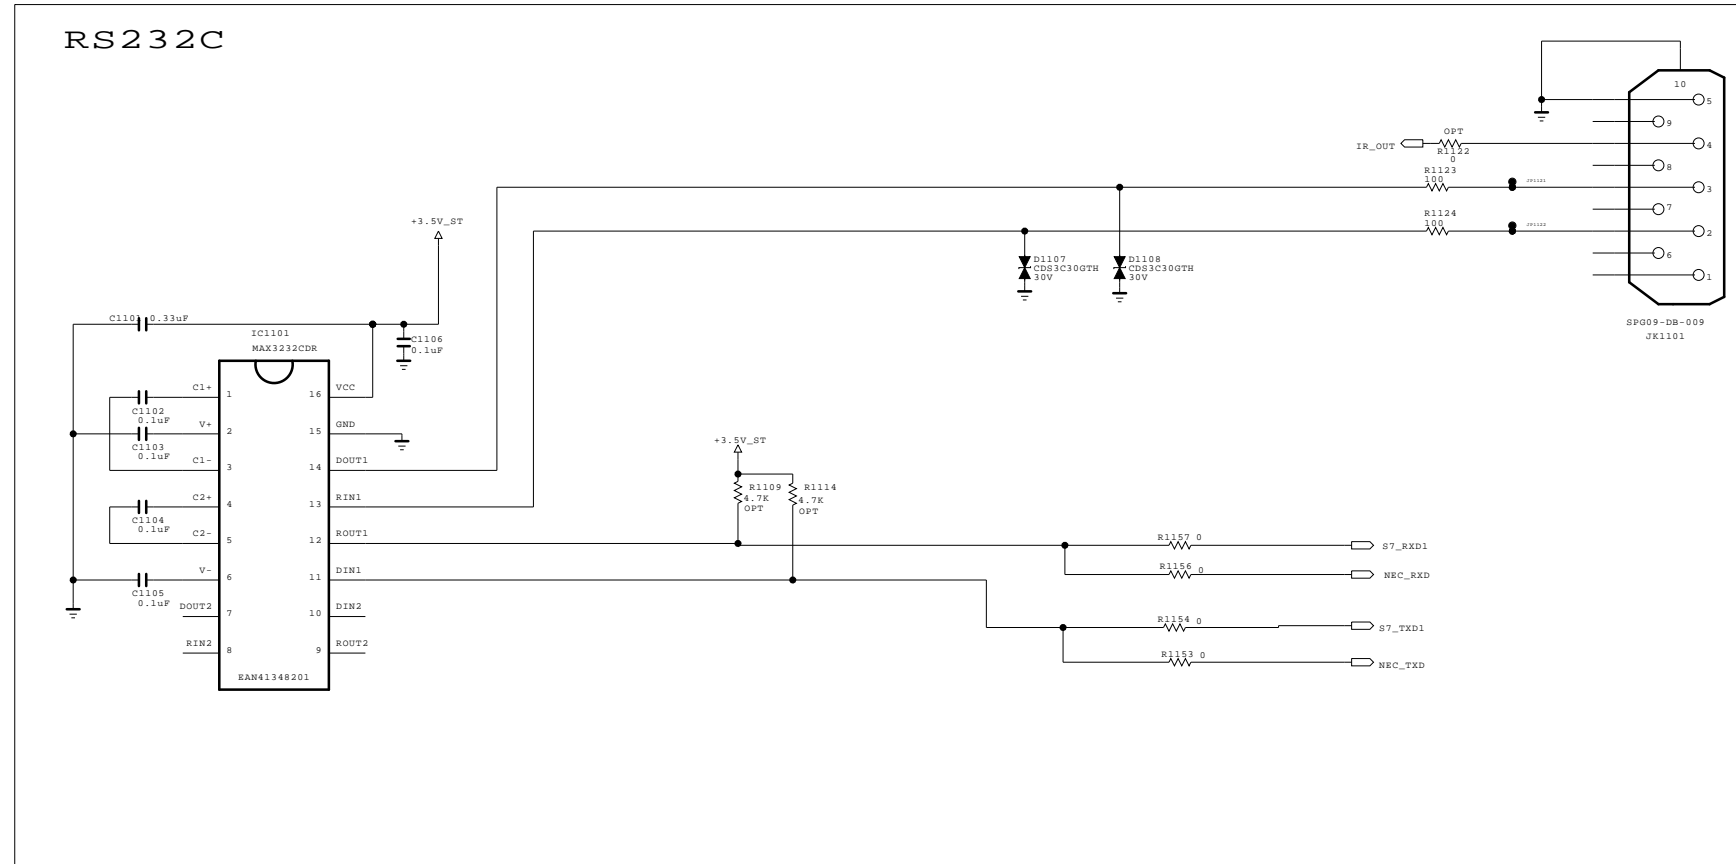 RS232C
10
5
9
OPT
IR_OUT
4
R1122
0
8
R1123
100
JP1121
3
7
R1124
100
JP1122
2
6
1
SPG09-DB-009
JK1101
+3.5V_ST
D1107
CDS3C30GTH
30V
D1108
CDS3C30GTH
30V
C1101 0.33uF
C1106
0.1uF
IC1101
MAX3232CDR
C1+
1
16
VCC
C1102
0.1uF
V+
2
15
GND
C1103
0.1uF
C1-
3
14
DOUT1
C2+
4
13
RIN1
C1104
0.1uF
C2-
5
12
ROUT1
V-
6
11
DIN1
C1105
0.1uF
DOUT2
7
10
DIN2
RIN2
8
9
ROUT2
EAN41348201
+3.5V_ST
R1109
4.7K
OPT
R1114
4.7K
OPT
R1157 0
S7_RXD1
R1156 0
NEC_RXD
R1154 0
S7_TXD1
R1153 0
NEC_TXD